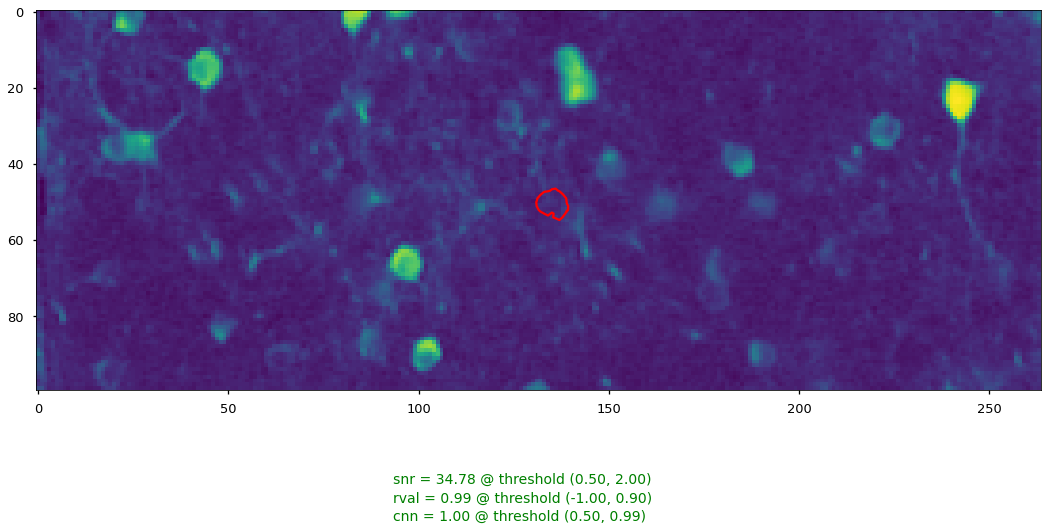 0
20
40
60
80
0 50 100 150 200 250
snr = 34.78 @ threshold (0.50, 2.00)
rval = 0.99 @ threshold (-1.00, 0.90)
cnn = 1.00 @ threshold (0.50, 0.99)